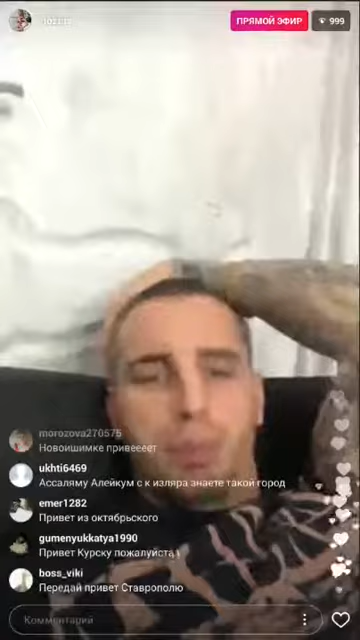 ПРЯМОЙ ЭФИР
999
morozova270575
Новоишимке привеееет
ukhti6469
Ассаляму Алейкум с к изляра знаете такой город
emer1282
Привет из октябрьского
gumenyukkatya1990
Привет Курску пожалуйста)
boss_viki
Передай привет Ставрополю
Комментарий